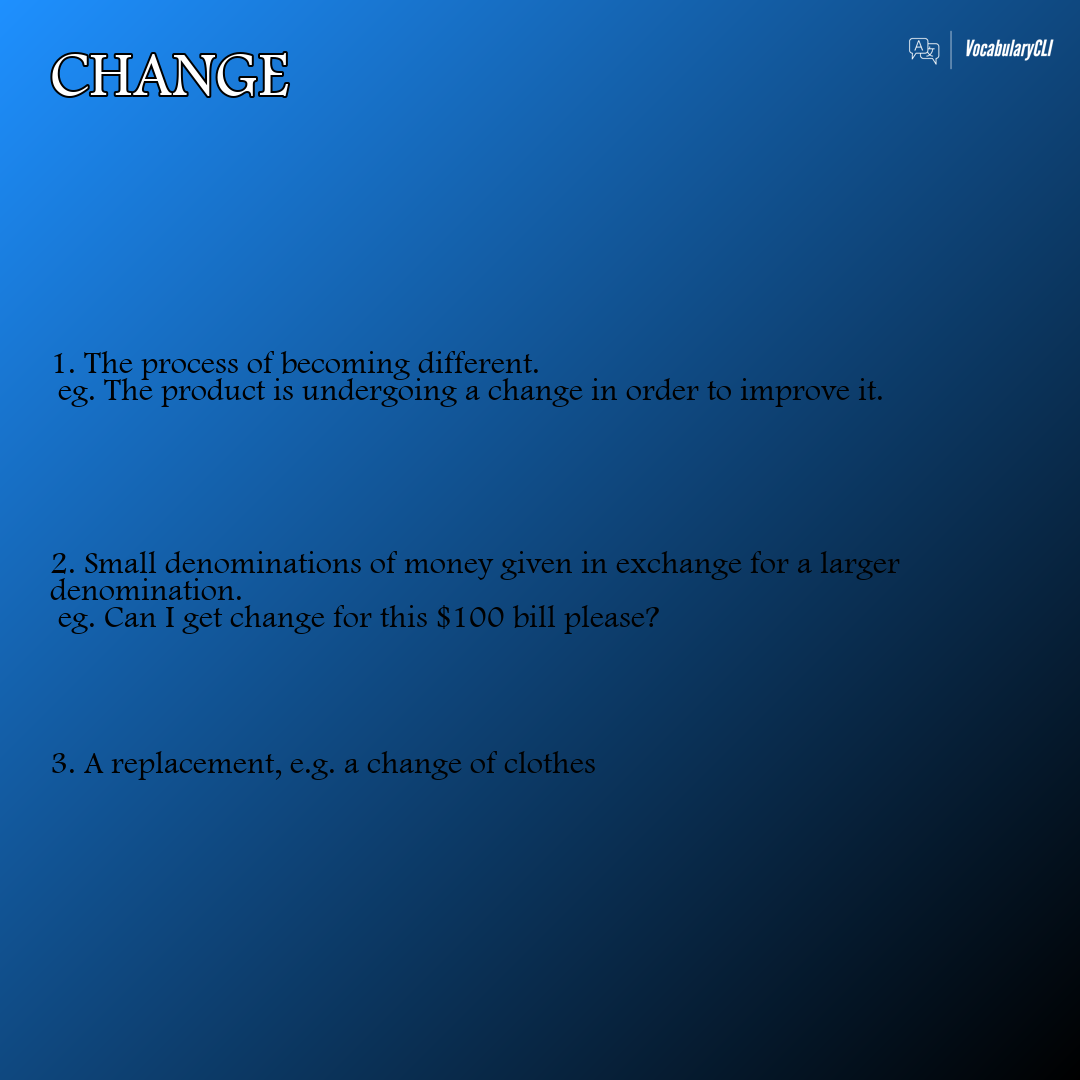 CHANGE
VocabularyCLI
1. The process of becoming different.
eg. The product is undergoing a change in order to improve it.
2. Small denominations of money given in exchange for a larger
denomination.
eg. Can I get change for this $100 bill please?
3. A replacement, e.g. a change of clothes